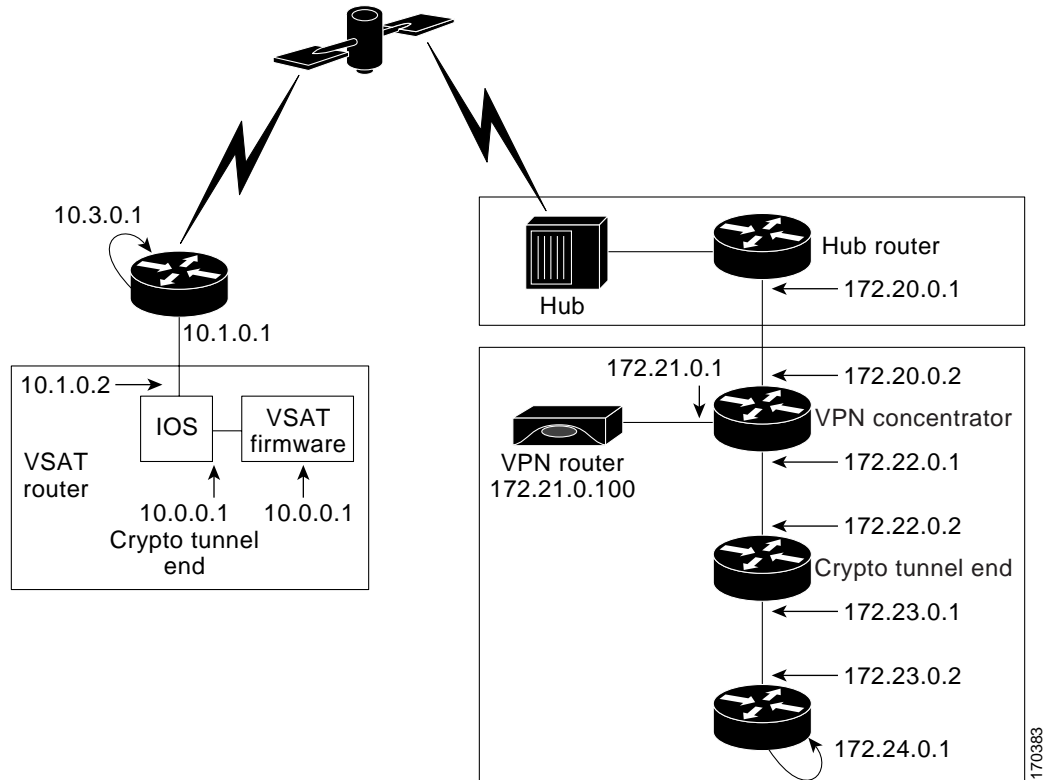 10.3.0.1
10.1.0.1
10.1.0.2
IOS
VSAT
firmware
VSAT
router
10.0.0.1
Crypto tunnel
end
10.0.0.1
Hub
Hub router
172.20.0.1
172.21.0.1
172.20.0.2
VPN concentrator
VPN router
172.21.0.100
172.22.0.1
172.22.0.2
Crypto tunnel end
172.23.0.1
172.23.0.2
172.24.0.1
170383